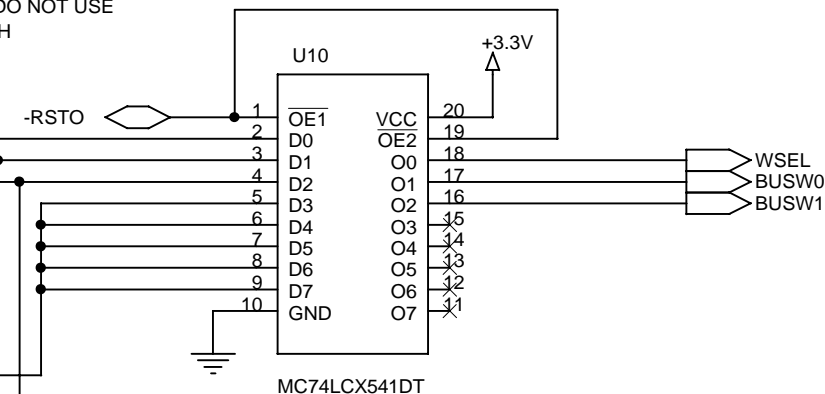 DO NOT USE
H
U10
+3.3V
-RSTO
1 OE1 VCC 20
2 D0 OE2 19
3 D1 O0 18 WSEL
4 D2 O1 17 BUSW0
5 D3 O2 16 BUSW1
6 D4 O3 15
7 D5 O4 14
8 D6 O5 13
9 D7 O6 12
10 GND O7 11
MC74LCX541DT